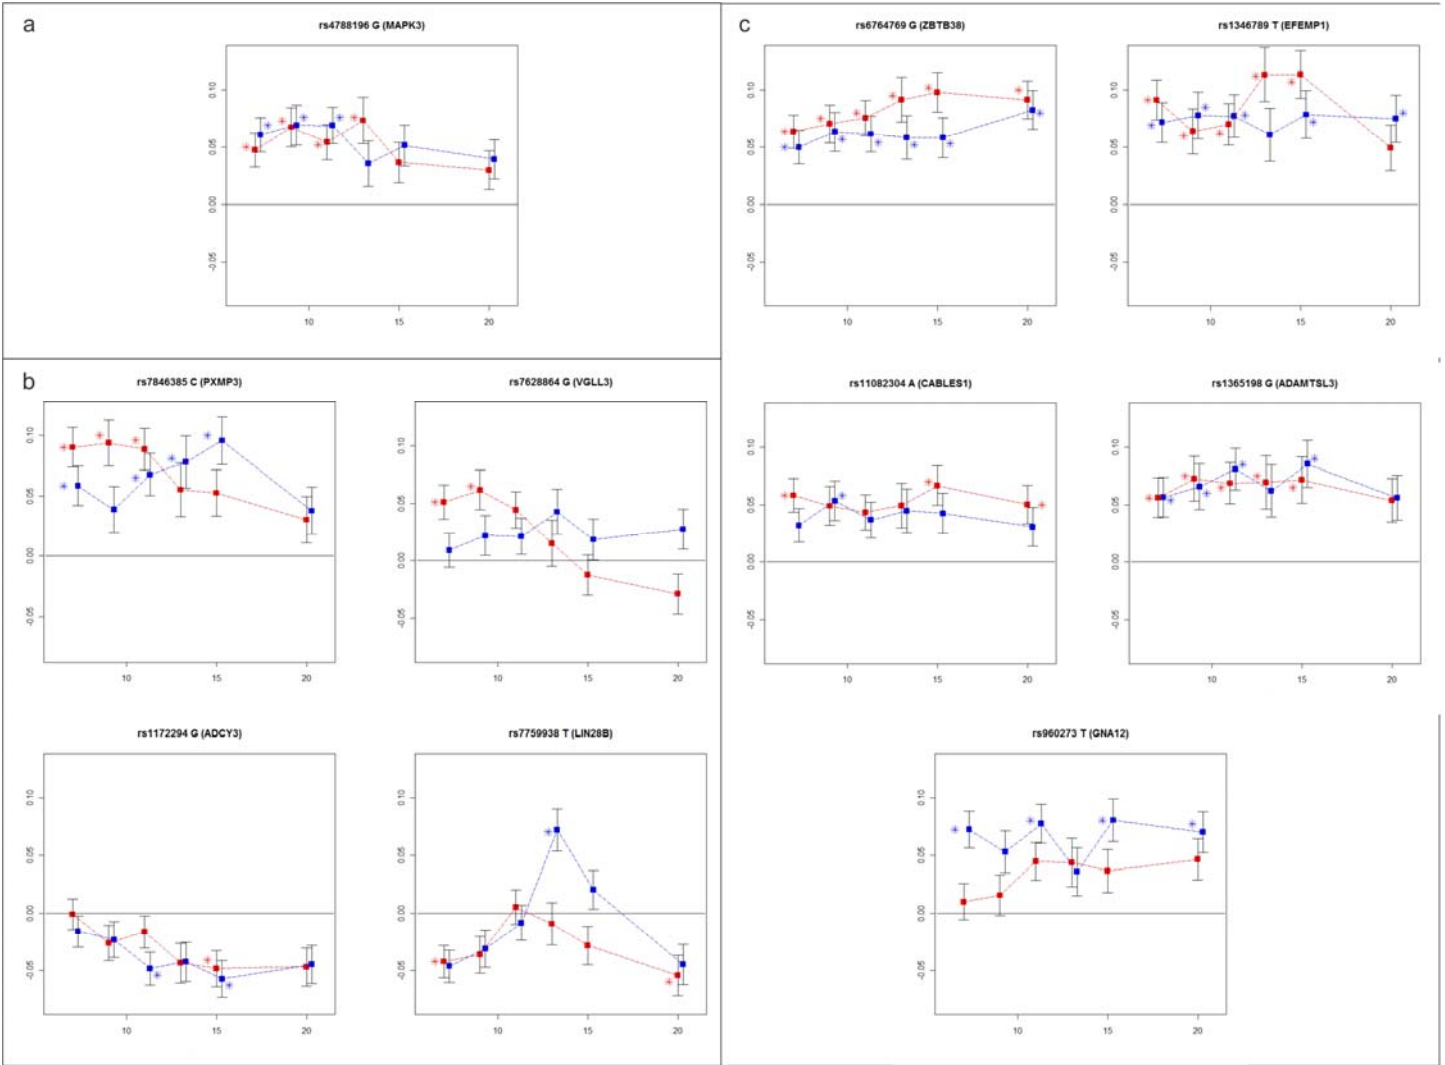 a
rs4788196 G (MAPK3)
0.10
0.05
0.00
-0.05
10 15 20
b
rs7846385 C (PXMP3)
0.10
0.05
0.00
-0.05
10 15 20
rs7628864 G (VGLL3)
0.10
0.05
0.00
-0.05
10 15 20
rs1172294 G (ADCY3)
0.10
0.05
0.00
-0.05
10 15 20
rs7759938 T (LIN28B)
0.10
0.05
0.00
-0.05
10 15 20
c
rs6764769 G (ZBTB38)
0.10
0.05
0.00
-0.05
10 15 20
rs1346789 T (EFEMP1)
0.10
0.05
0.00
-0.05
10 15 20
rs11082304 A (CABLES1)
0.10
0.05
0.00
-0.05
10 15 20
rs1365198 G (ADAMTSL3)
0.10
0.05
0.00
-0.05
10 15 20
rs960273 T (GNA12)
0.10
0.05
0.00
-0.05
10 15 20